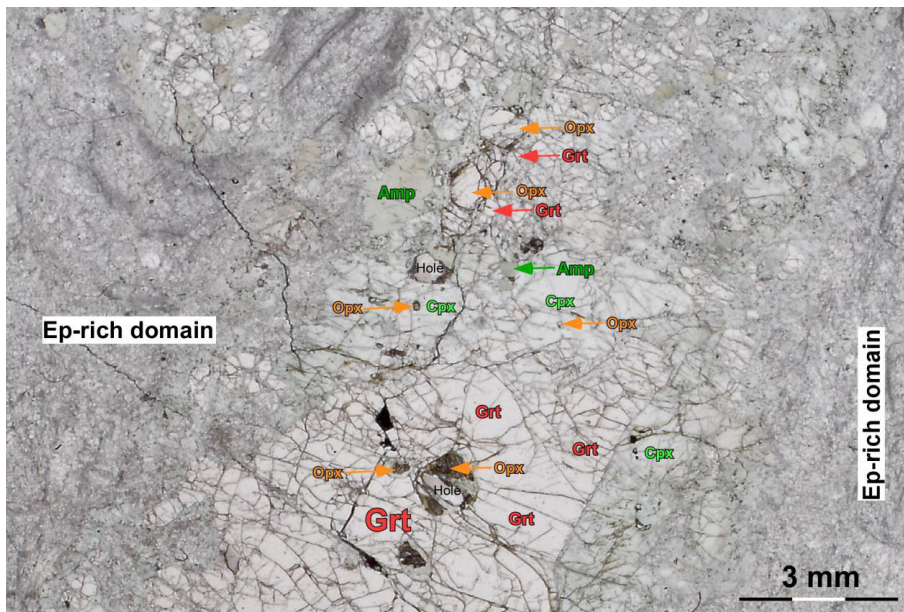 Opx
Grt
Amp
Opx
Grt
Hole
Amp
Opx
Cpx
Cpx
Opx
Ep-rich domain
Ep-rich domain
Grt
Grt
Cpx
Opx
Opx
Hole
Grt
Grt
3 mm